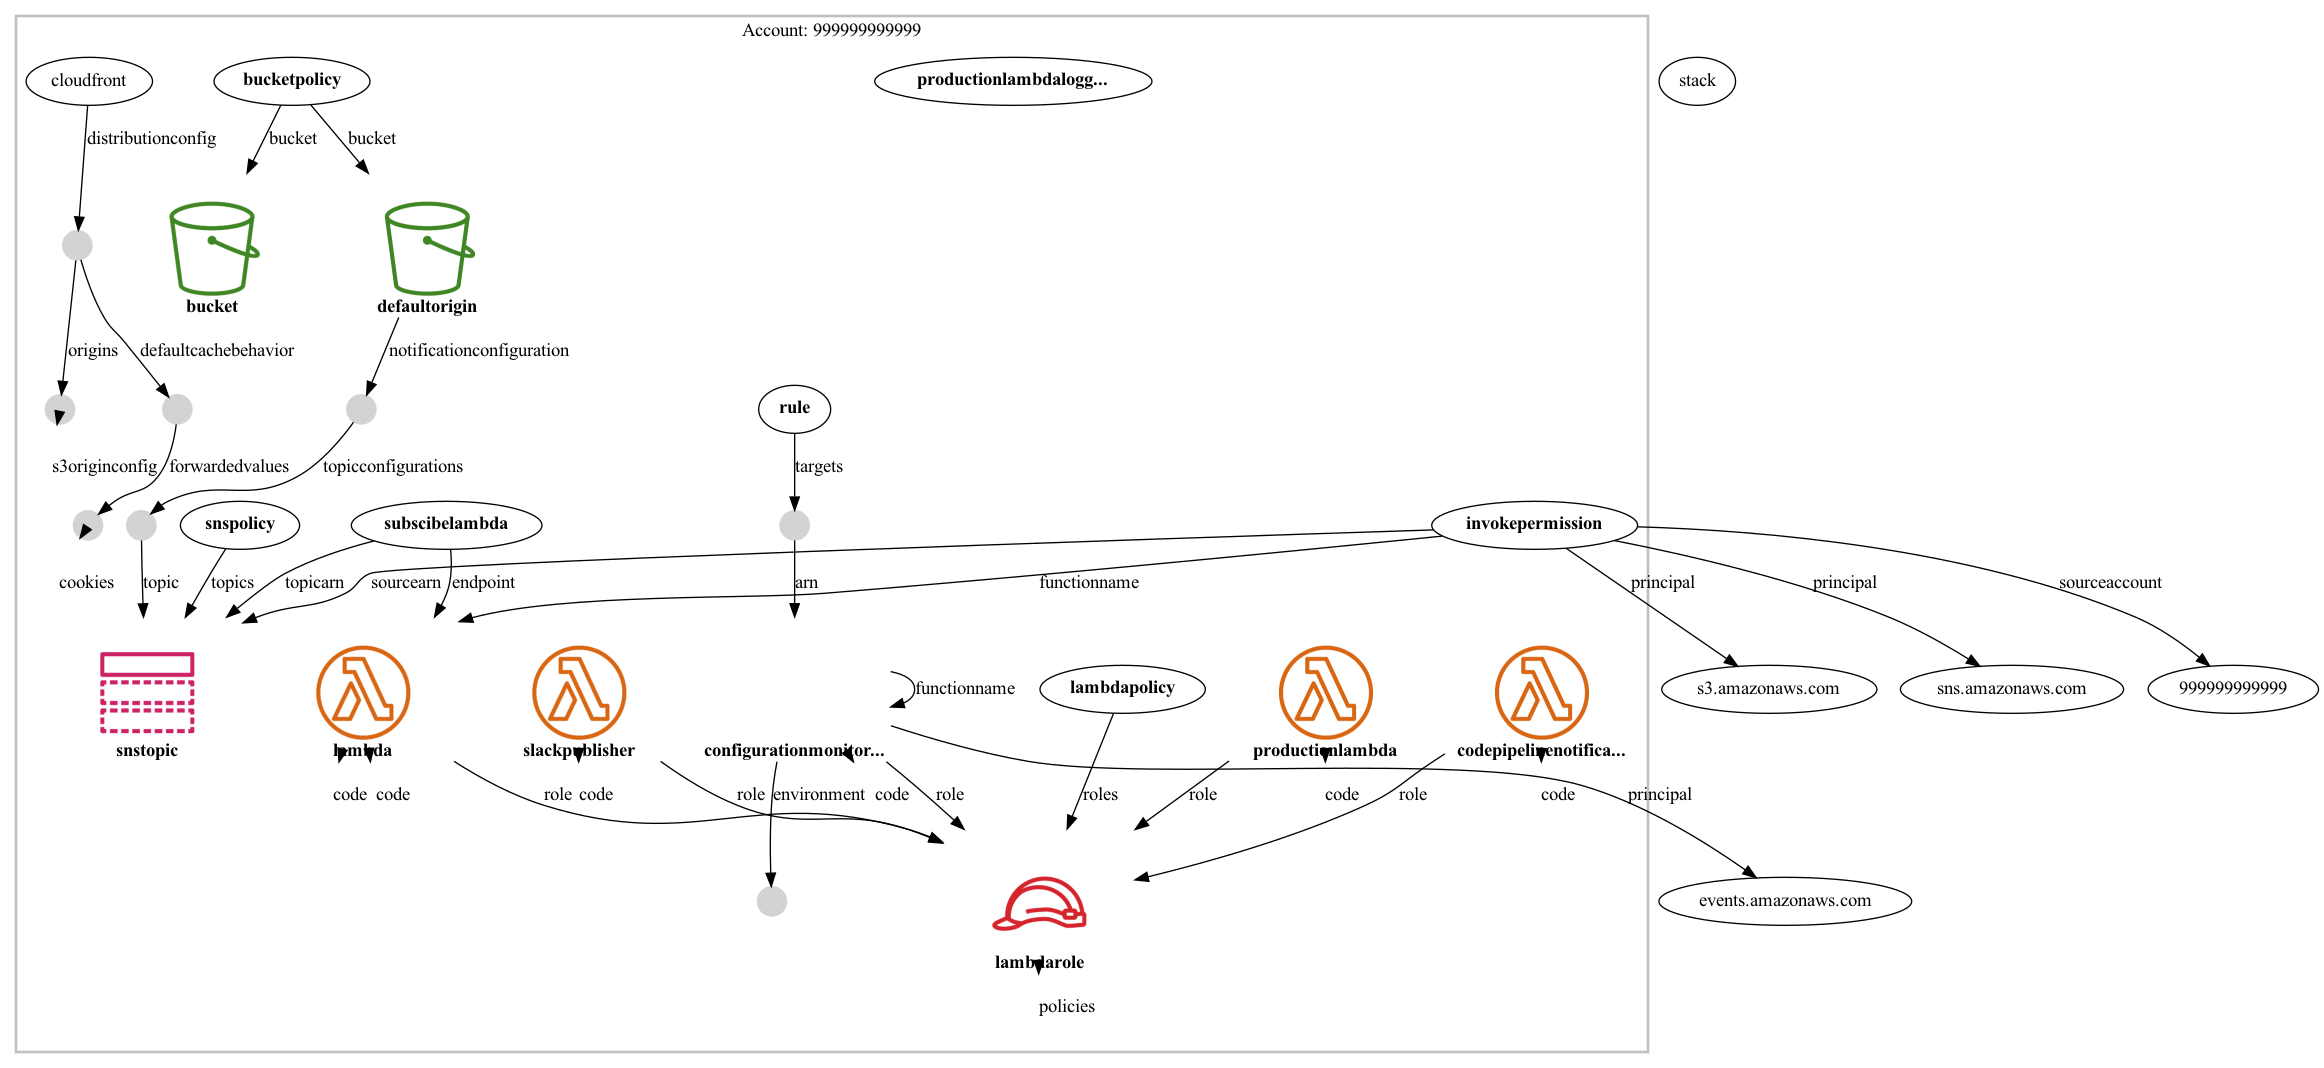 Account: 999999999999
cloudfront
bucketpolicy
productionlambdalogg...
stack
distributionconfig
bucket
bucket
bucket
defaultorigin
origins
defaultcachebehavior
notificationconfiguration
rule
s3originconfig
forwardedvalues
topicconfigurations
targets
snspolicy
subscibelambda
invokepermission
cookies
topic
topics
topicarn
sourcearn
endpoint
arn
functionname
principal
principal
sourceaccount
functionname
lambdapolicy
s3.amazonaws.com
sns.amazonaws.com
999999999999
snstopic
lambda
slackpublisher
configurationmonitor...
productionlambda
codepipelinenotifica...
code
code
role
code
role
environment
code
role
roles
role
code
role
code
principal
events.amazonaws.com
lambdarole
policies